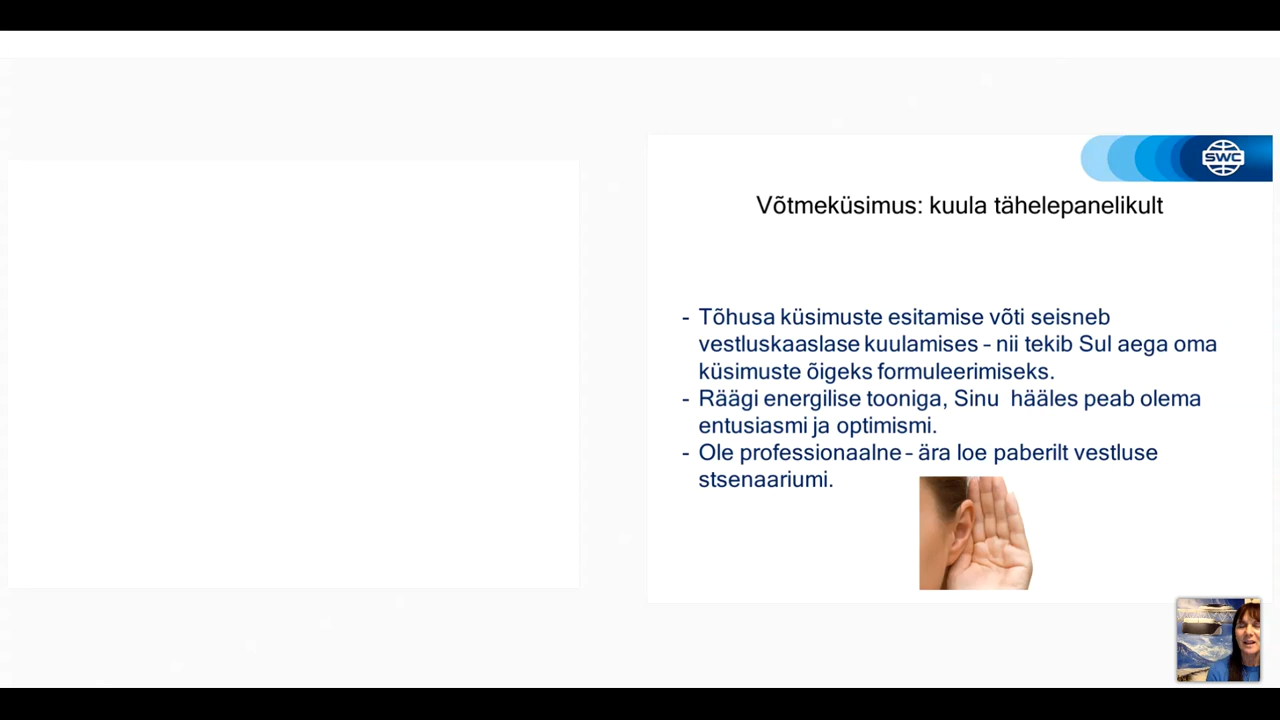 SWC
Võtmeküsimus: kuula tähelepanelikult
- Tõhusa küsimuste esitamise võti seisneb
vestluskaaslase kuulamises – nii tekib Sul aega oma
küsimuste õigeks formuleerimiseks.
- Räägi energilise tooniga, Sinu hääles peab olema
entusiasmi ja optimismi.
- Ole professionaalne – ära loe paberilt vestluse
stsenaariumi.